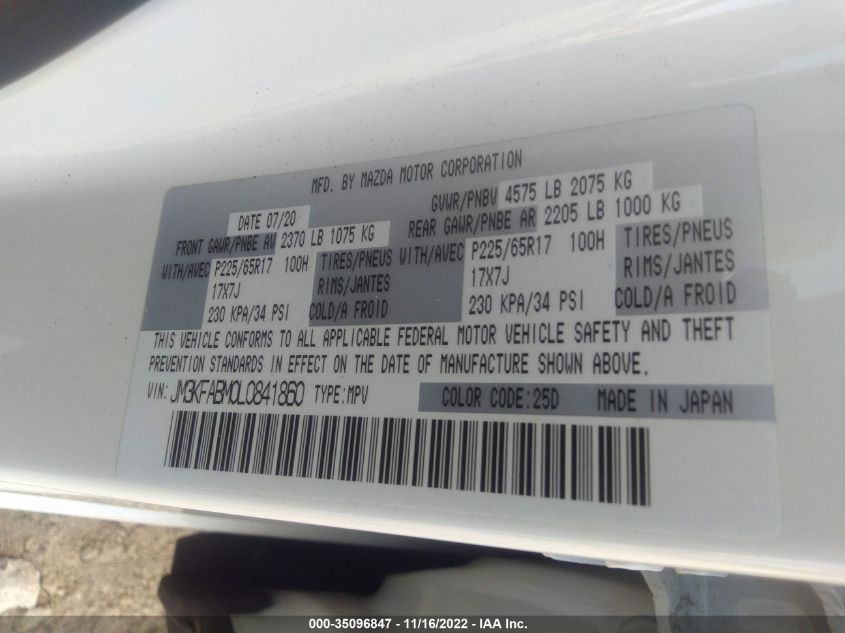 MFD. BY MAZDA MOTOR CORPORATION
DATE 07/20 GVWR/PNBV 4575 LB 2075 KG
FRONT GAWR/PNBE AV 2370 LB 1075 KG REAR GAWR/PNBE AR 2205 LB 1000 KG
WITH/AVEC P225/65R17 100H TIRES/PNEUS WITH/AVEC P225/65R17 100H TIRES/PNEUS
17X7J RIMS/JANTES 17X7J RIMS/JANTES
230 KPA/34 PSI COLD/A FROID 230 KPA/34 PSI COLD/A FROID
THIS VEHICLE CONFORMS TO ALL APPLICABLE FEDERAL MOTOR VEHICLE SAFETY AND THEFT
PREVENTION STANDARDS IN EFFECT ON THE DATE OF MANUFACTURE SHOWN ABOVE.
VIN: JM3KFABM0L0841860 TYPE:MPV COLOR CODE:25D MADE IN JAPAN
000-35096847 - 11/16/2022 - IAA Inc.